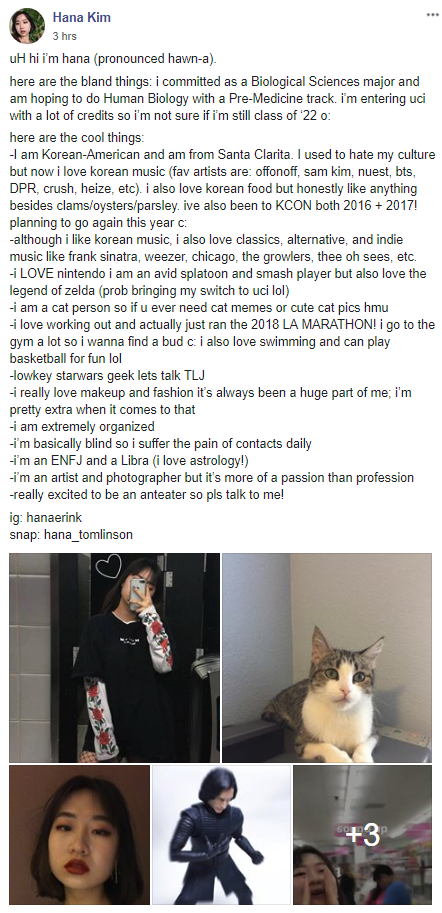 Hana Kim
3 hrs
uH hi i'm hana (pronounced hawn-a).
here are the bland things: i committed as a Biological Sciences major and
am hoping to do Human Biology with a Pre-Medicine track. i'm entering uci
with a lot of credits so i'm not sure if i'm still class of '22 o:
here are the cool things:
-I am Korean-American and am from Santa Clarita. I used to hate my culture
but now i love korean music (fav artists are: offonoff, sam kim, nuest, bts,
DPR, crush, heize, etc). i also love korean food but honestly like anything
besides clams/oysters/parsley. ive also been to KCON both 2016 + 2017!
planning to go again this year c:
-although i like korean music, i also love classics, alternative, and indie
music like frank sinatra, weezer, chicago, the growlers, thee oh sees, etc.
-i LOVE nintendo i am an avid splatoon and smash player but also love the
legend of zelda (prob bringing my switch to uci lol)
-i am a cat person so if u ever need cat memes or cute cat pics hmu
-i love working out and actually just ran the 2018 LA MARATHON! i go to the
gym a lot so i wanna find a bud c: i also love swimming and can play
basketball for fun lol
-lowkey starwars geek lets talk TLJ
-i really love makeup and fashion it's always been a huge part of me; i'm
pretty extra when it comes to that
-i am extremely organized
-i'm basically blind so i suffer the pain of contacts daily
-i'm an ENFJ and a Libra (i love astrology!)
-i'm an artist and photographer but it's more of a passion than profession
-really excited to be an anteater so pls talk to me!
ig: hanaerink
snap: hana_tomlinson
+3